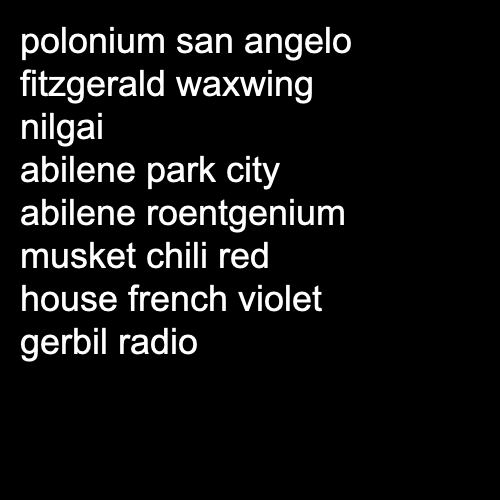 polonium san angelo
fitzgerald waxwing
nilgai
abilene park city
abilene roentgenium
musket chili red
house french violet
gerbil radio